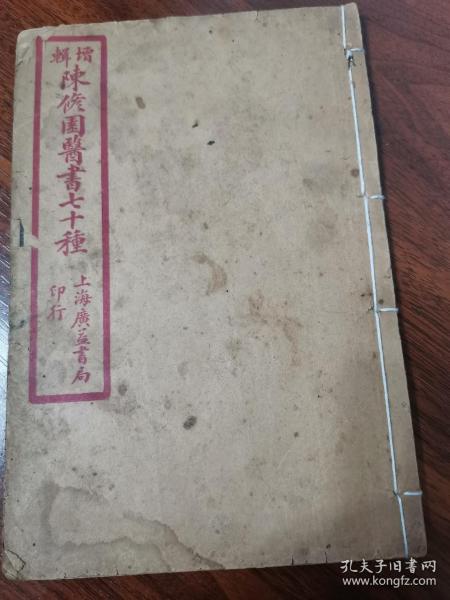 增輯
陳修園醫書七十種
上海廣益書局
印行
孔夫子旧书网
www.kongfz.com